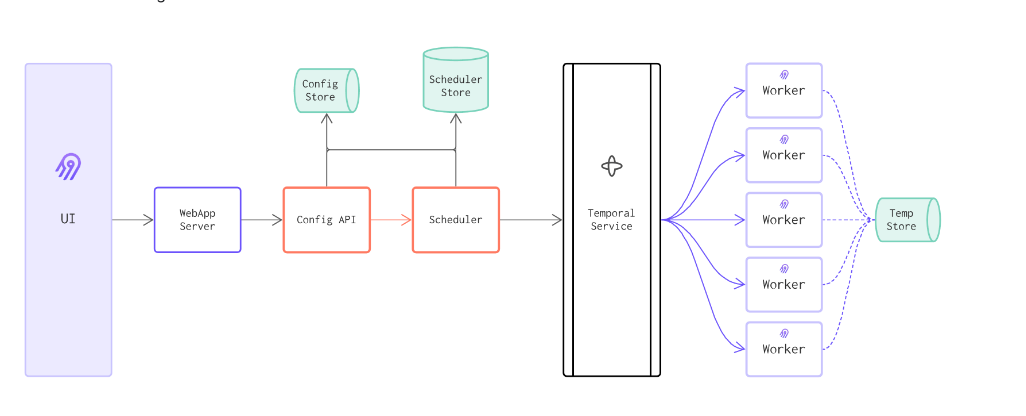 UI
WebApp
Server
Config
Store
Config API
Scheduler
Store
Scheduler
Temporal
Service
Worker
Worker
Worker
Worker
Worker
Temp
Store